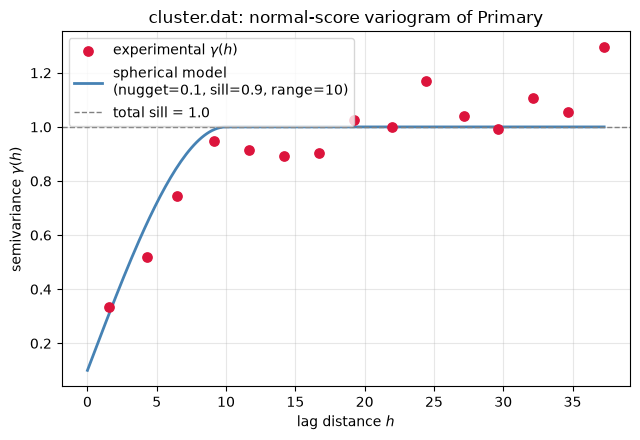 cluster.dat: normal-score variogram of Primary
experimental γ(h)
spherical model
(nugget=0.1, sill=0.9, range=10)
total sill = 1.0
semivariance γ(h)
1.2
1.0
0.8
0.6
0.4
0.2
0 5 10 15 20 25 30 35
lag distance h